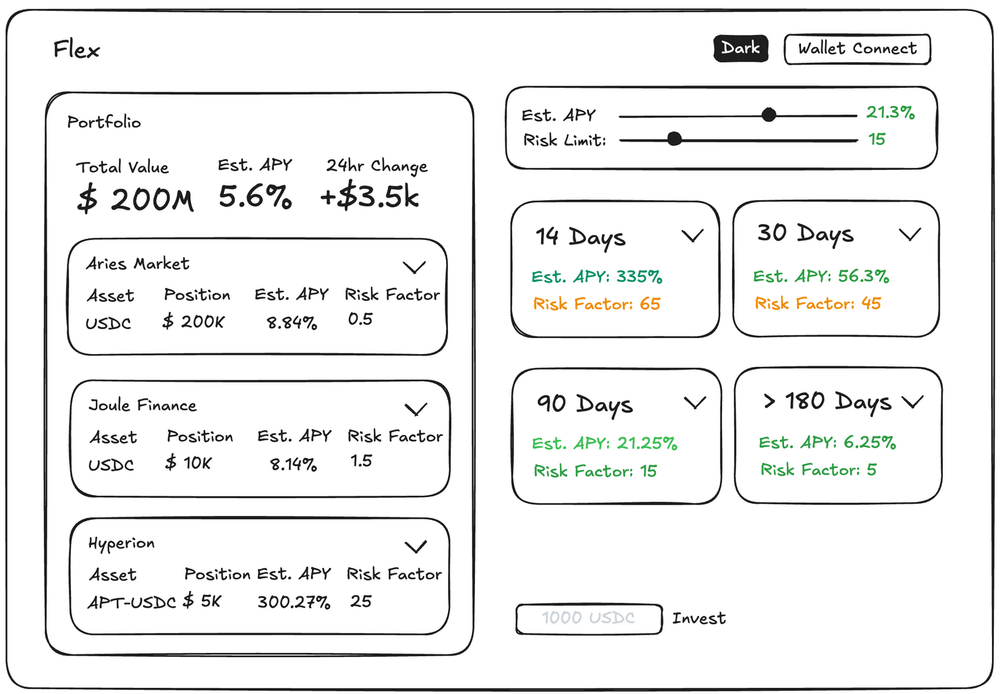 Flex
Dark
Wallet Connect
Portfolio
Total Value Est. APY 24hr Change
$ 200M 5.6% +$3.5k
Aries Market
Asset Position Est. APY Risk Factor
USDC $ 200K 8.84% 0.5
Joule Finance
Asset Position Est. APY Risk Factor
USDC $ 10K 8.14% 1.5
Hyperion
Asset Position Est. APY Risk Factor
APT-USDC $ 5K 300.27% 25
Est. APY 21.3%
Risk Limit: 15
14 Days
Est. APY: 335%
Risk Factor: 65
30 Days
Est. APY: 56.3%
Risk Factor: 45
90 Days
Est. APY: 21.25%
Risk Factor: 15
> 180 Days
Est. APY: 6.25%
Risk Factor: 5
1000 USDC Invest